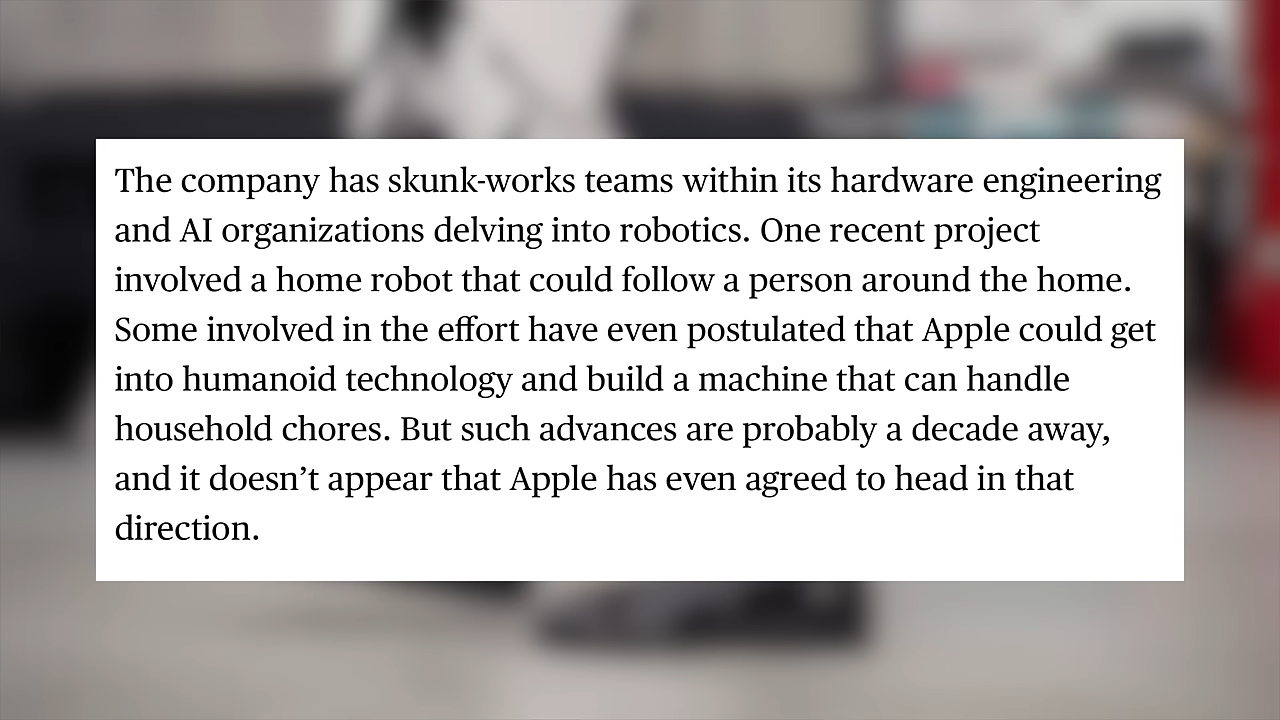 The company has skunk-works teams within its hardware engineering
and AI organizations delving into robotics. One recent project
involved a home robot that could follow a person around the home.
Some involved in the effort have even postulated that Apple could get
into humanoid technology and build a machine that can handle
household chores. But such advances are probably a decade away,
and it doesn’t appear that Apple has even agreed to head in that
direction.